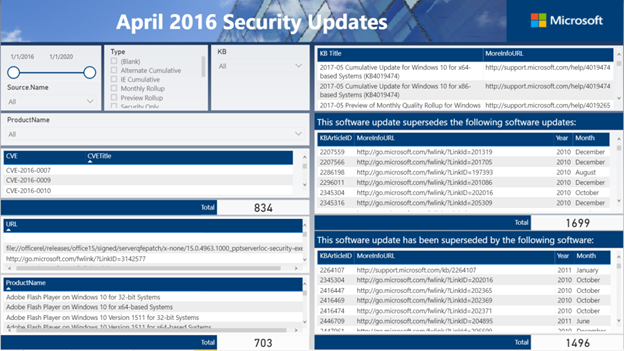 April 2016 Security Updates
Microsoft
1/1/2016
1/1/2020
Source.Name
All
Type
(Blank)
Alternate Cumulative
IE Cumulative
Monthly Rollup
Preview Rollup
Security Only
KB
All
ProductName
All
CVE CVETitle
CVE-2016-0007
CVE-2016-0009
CVE-2016-0010
Total 834
URL
file://officerel/releases/office15/signed/serverqfepatch/x-none/15.0.4963.1000_pptserverloc-security-exe
http://go.microsoft.com/fwlink/?LinkID=3142577
ProductName
Adobe Flash Player on Windows 10 for 32-bit Systems
Adobe Flash Player on Windows 10 for x64-based Systems
Adobe Flash Player on Windows 10 Version 1511 for 32-bit Systems
Adobe Flash Player on Windows 10 Version 1511 for x64-based Systems
Total 703
KB Title MoreInfoURL
2017-05 Cumulative Update for Windows 10 for x64-based Systems (KB4019474) http://support.microsoft.com/help/4019474
2017-05 Cumulative Update for Windows 10 for x86-based Systems (KB4019474) http://support.microsoft.com/help/4019474
2017-05 Preview of Monthly Quality Rollup for Windows http://support.microsoft.com/help/4019265
This software update supersedes the following software updates:
KBArticleID MoreInfoURL Year Month
2207559 http://go.microsoft.com/fwlink/?LinkId=201319 2010 December
2207566 http://go.microsoft.com/fwlink/?LinkID=201705 2010 December
2286198 http://go.microsoft.com/fwlink/?LinkID=197393 2010 August
2296011 http://go.microsoft.com/fwlink/?LinkID=201086 2010 December
2345304 http://go.microsoft.com/fwlink/?LinkID=202016 2010 October
2345316 http://go.microsoft.com/fwlink/?LinkID=205309 2010 December
Total 1699
This software update has been superseded by the following software:
KBArticleID MoreInfoURL Year Month
2264107 http://support.microsoft.com/kb/2264107 2011 January
2345304 http://go.microsoft.com/fwlink/?LinkID=202016 2010 October
2416447 http://go.microsoft.com/fwlink/?LinkID=202365 2010 October
2416469 http://go.microsoft.com/fwlink/?LinkID=202369 2010 October
2416474 http://go.microsoft.com/fwlink/?LinkID=202371 2010 October
2446709 http://go.microsoft.com/fwlink/?LinkID=204895 2011 June
Total 1496